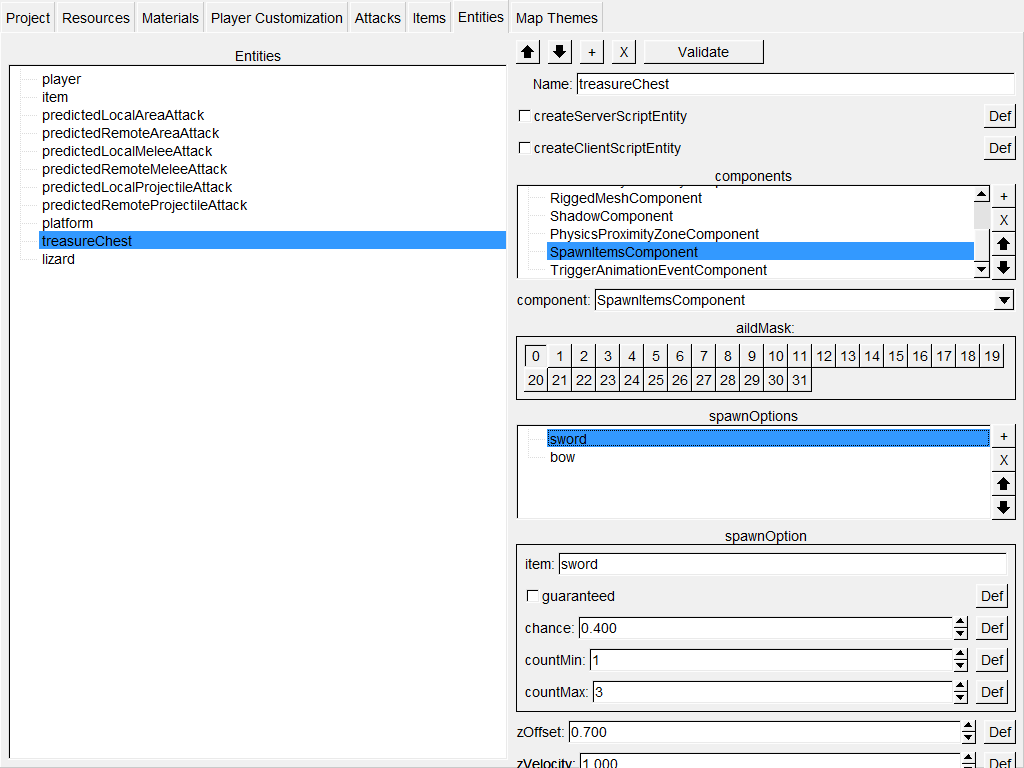 Project Resources Materials Player Customization Attacks Items Entities Map Themes
Entities
player
item
predictedLocalAreaAttack
predictedRemoteAreaAttack
predictedLocalMeleeAttack
predictedRemoteMeleeAttack
predictedLocalProjectileAttack
predictedRemoteProjectileAttack
platform
treasureChest
lizard
+ X Validate
Name: treasureChest
createServerScriptEntity Def
createClientScriptEntity Def
components
RiggedMeshComponent +
ShadowComponent X
PhysicsProximityZoneComponent
SpawnItemsComponent
TriggerAnimationEventComponent
component: SpawnItemsComponent
aildMask:
0 1 2 3 4 5 6 7 8 9 10 11 12 13 14 15 16 17 18 19
20 21 22 23 24 25 26 27 28 29 30 31
spawnOptions
sword +
bow X
spawnOption
item: sword
guaranteed Def
chance: 0.400 Def
countMin: 1 Def
countMax: 3 Def
zOffset: 0.700 Def
zVelocity: 1.000 Def